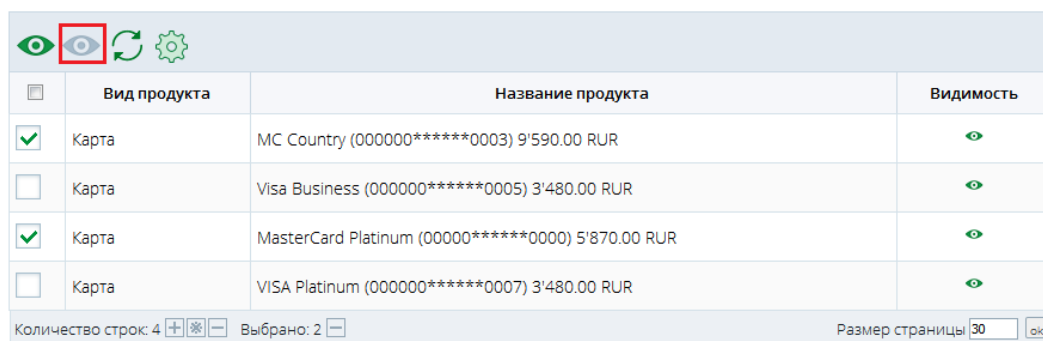 Вид продукта Название продукта Видимость
Карта MC Country (000000******0003) 9'590.00 RUR
Карта Visa Business (000000******0005) 3'480.00 RUR
Карта MasterCard Platinum (00000******0000) 5'870.00 RUR
Карта VISA Platinum (000000******0007) 3'480.00 RUR
Количество строк: 4 Выбрано: 2 Размер страницы 30 ok